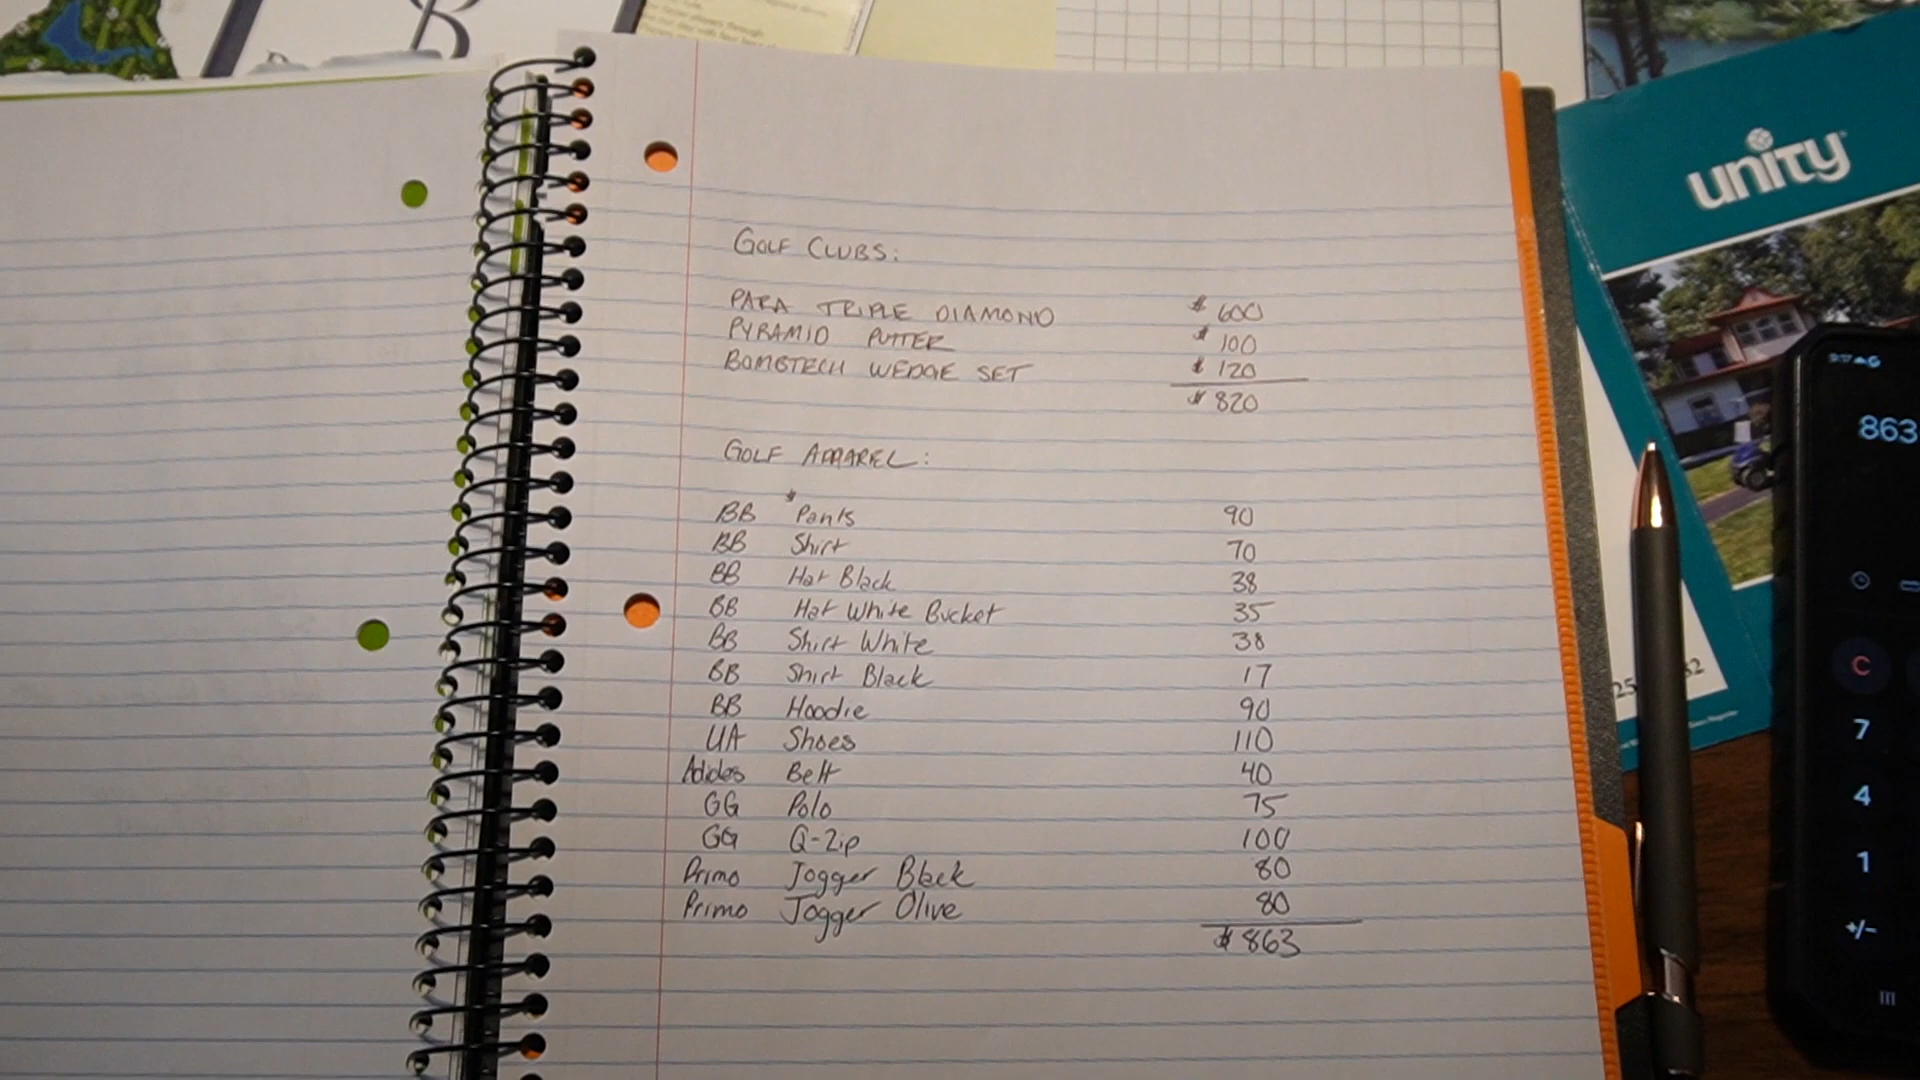 unity
GOLF CLUBS:
PARA TRIPLE DIAMOND $ 600
PYRAMID PUTTER $ 100
BOMBTECH WEDGE SET $ 120
$ 820
GOLF APPAREL:
BB *Pants 90
BB Shirt 70
BB Hat Black 38
BB Hat White Bucket 35
BB Shirt White 38
BB Shirt Black 17
BB Hoodie 90
UA Shoes 110
Adidas Belt 40
GG Polo 75
GG Q-Zip 100
Primo Jogger Black 80
Primo Jogger Olive 80
$ 863
9:17
863
C
7
4
1
+/-